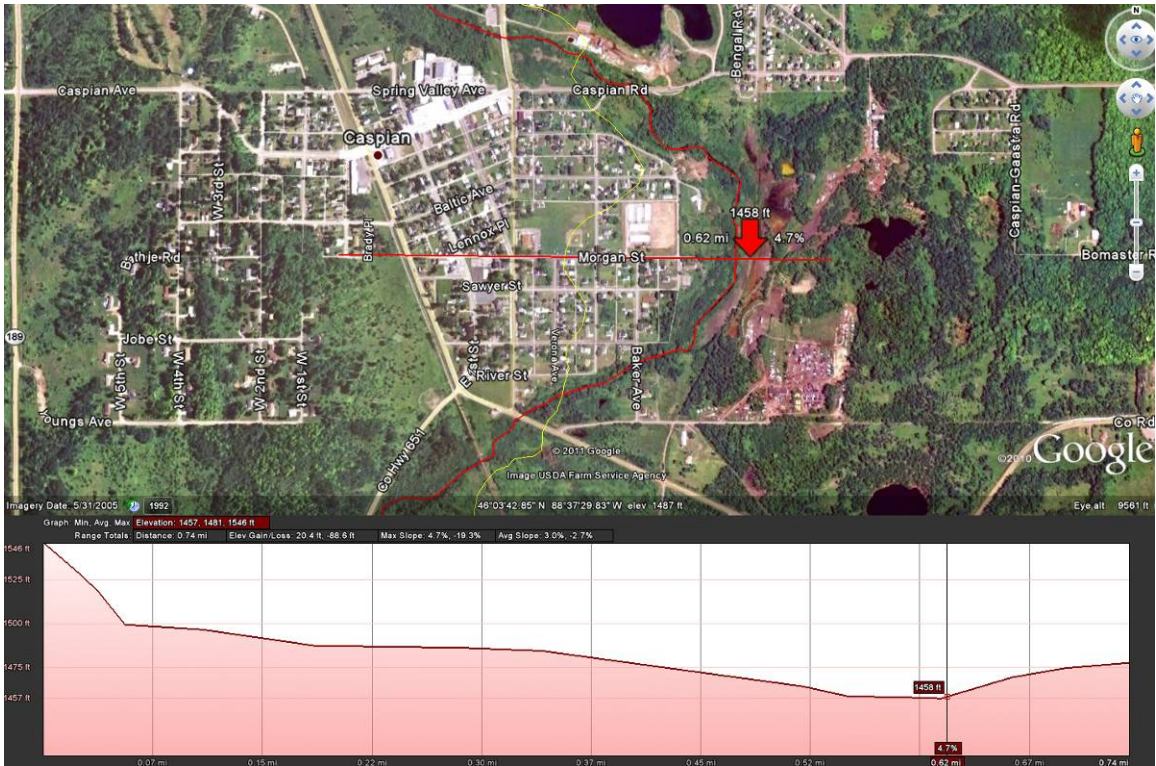 N
Caspian Ave
Spring Valley Ave
Caspian Rd
Bengal Rd
Caspian
Caspian-Gaastra Rd
W 3rd St
Baltic Ave
Lennox Pl
Brady Pl
1458 ft
0.62 mi
4.7%
Morgan St
Bomaster R
Sawyer St
189
Jobe St
W 5th St
W 4th St
W 2nd St
W 1st St
E
River St
Verona Ave
Baker Ave
Youngs Ave
Co Hwy 651
Co Rd
© 2011 Google
©2010 Google
Image USDA Farm Service Agency
Imagery Date: 5/31/2005 1992 46°03'42.85" N 88°37'29.83" W elev 1487 ft Eye alt 9561 ft
Graph: Min, Avg, Max Elevation: 1457, 1481, 1546 ft
Range Totals: Distance: 0.74 mi Elev Gain/Loss: 20.4 ft, -88.6 ft Max Slope: 4.7%, -19.3% Avg Slope: 3.0%, -2.7%
1546 ft
1525 ft
1500 ft
1475 ft
1457 ft
1458 ft
4.7%
0.07 mi 0.15 mi 0.22 mi 0.30 mi 0.37 mi 0.45 mi 0.52 mi 0.62 mi 0.67 mi 0.74 mi